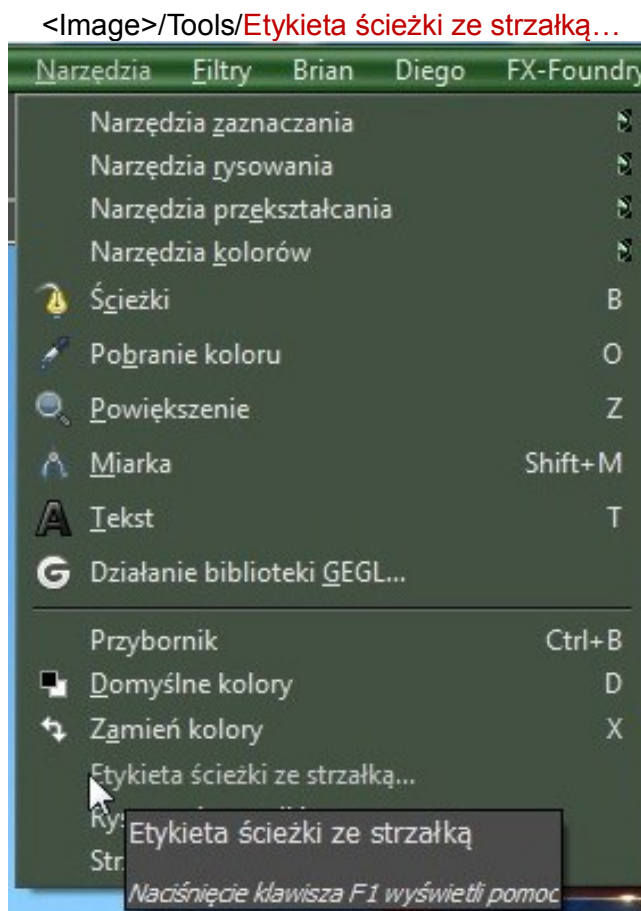 <Image>/Tools/Etykieta ścieżki ze strzałką…
Narzędzia Filtry Brian Diego FX-Foundry
Narzędzia zaznaczania
Narzędzia rysowania
Narzędzia przekształcania
Narzędzia kolorów
Ścieżki B
Pobranie koloru O
Powiększenie Z
Miarka Shift+M
Tekst T
Działanie biblioteki GEGL...
Przybornik Ctrl+B
Domyślne kolory D
Zamień kolory X
Etykieta ścieżki ze strzałką...
Etykieta ścieżki ze strzałką
Naciśnięcie klawisza F1 wyświetli pomoc